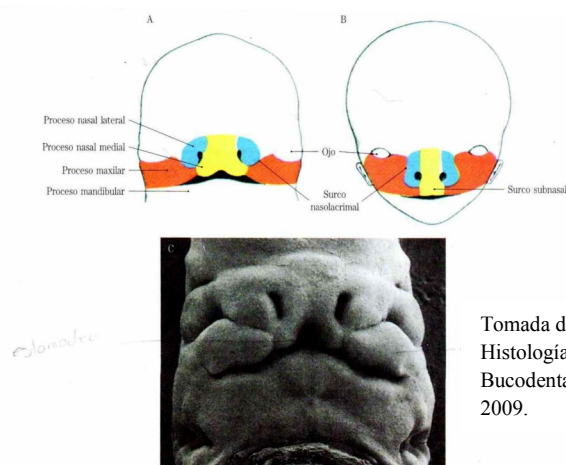 A
B
Proceso nasal lateral
Proceso nasal medial
Proceso maxilar
Proceso mandibular
Ojo
Surco
nasolacrimal
Surco subnasal
C
Tomada d
Histología
Bucodenta
2009.